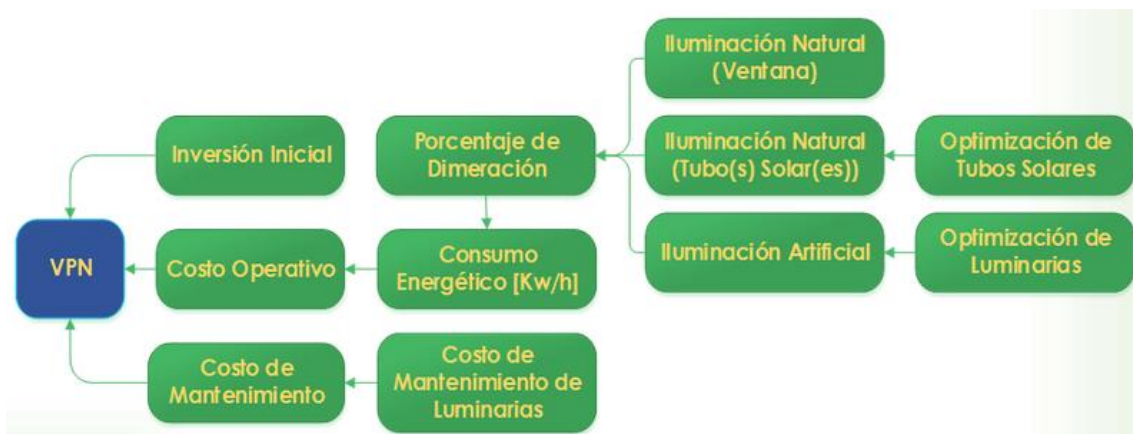 Iluminación Natural
(Ventana)
Inversión Inicial
Porcentaje de
Dimeración
Iluminación Natural
(Tubo(s) Solar(es))
Optimización de
Tubos Solares
VPN
Costo Operativo
Consumo
Energético [Kw/h]
Iluminación Artificial
Optimización de
Luminarias
Costo de
Mantenimiento
Costo de
Mantenimiento de
Luminarias